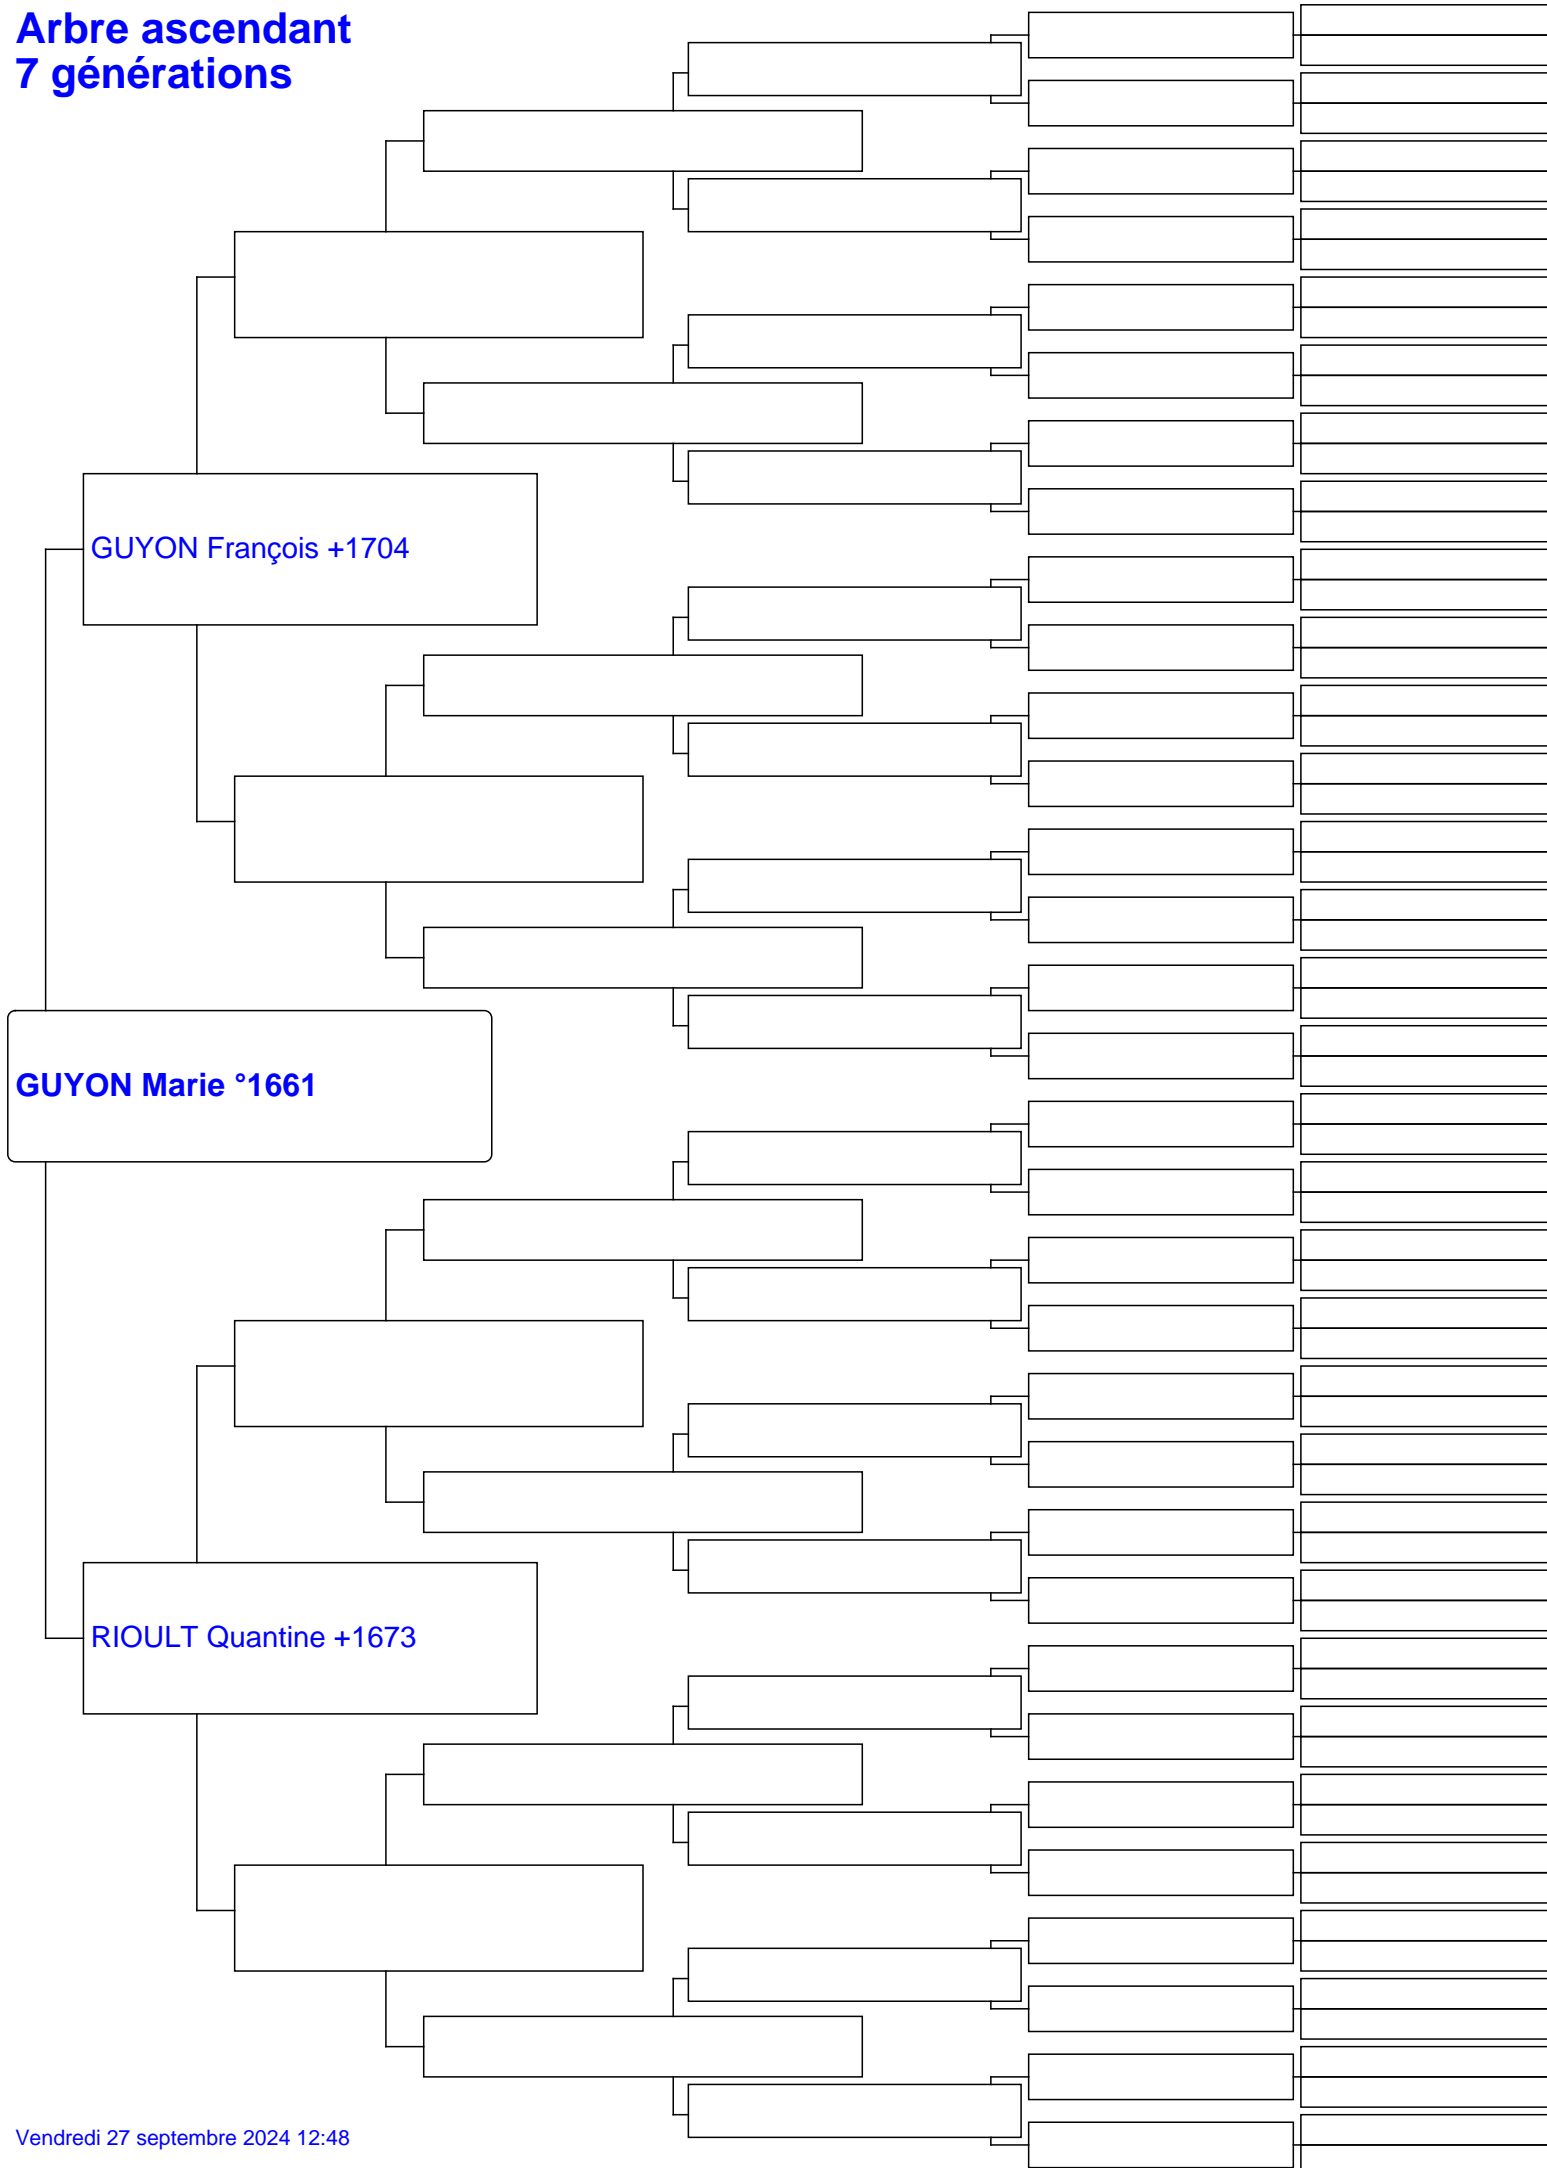 Arbre ascendant
7 générations
GUYON François +1704
GUYON Marie °1661
RIOULT Quantine +1673
Vendredi 27 septembre 2024 12:48